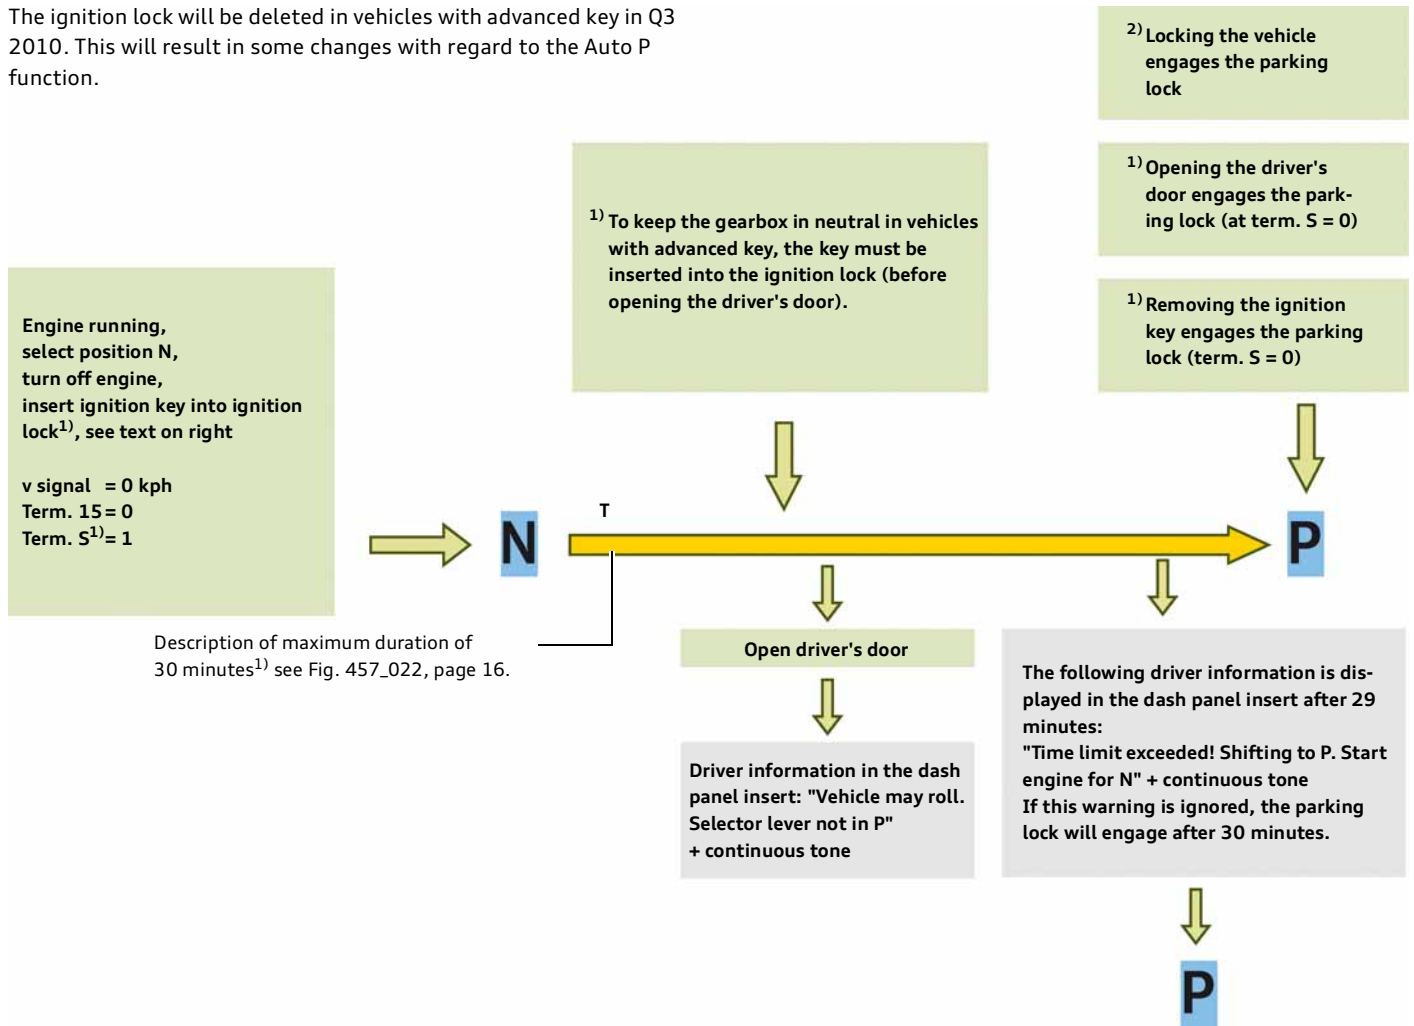 The ignition lock will be deleted in vehicles with advanced key in Q3
2010. This will result in some changes with regard to the Auto P
function.
2) Locking the vehicle
engages the parking
lock
1) Opening the driver's
door engages the park-
ing lock (at term. S = 0)
1) Removing the ignition
key engages the parking
lock (term. S = 0)
1) To keep the gearbox in neutral in vehicles
with advanced key, the key must be
inserted into the ignition lock (before
opening the driver's door).
Engine running,
select position N,
turn off engine,
insert ignition key into ignition
lock1), see text on right
v signal = 0 kph
Term. 15 = 0
Term. S1) = 1
N
T
P
Description of maximum duration of
30 minutes1) see Fig. 457_022, page 16.
Open driver's door
Driver information in the dash
panel insert: "Vehicle may roll.
Selector lever not in P"
+ continuous tone
The following driver information is dis-
played in the dash panel insert after 29
minutes:
"Time limit exceeded! Shifting to P. Start
engine for N" + continuous tone
If this warning is ignored, the parking
lock will engage after 30 minutes.
P